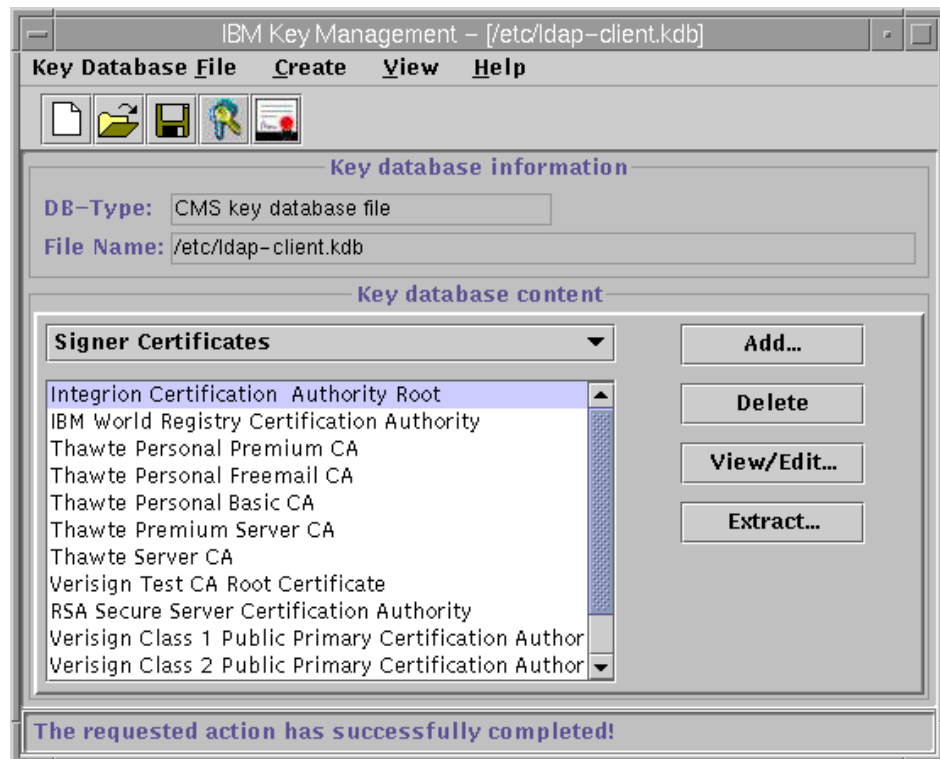 IBM Key Management – [/etc/ldap-client.kdb]
Key Database File Create View Help
Key database information
DB-Type: CMS key database file
File Name: /etc/ldap-client.kdb
Key database content
Signer Certificates
Add...
Integrion Certification Authority Root
Delete
IBM World Registry Certification Authority
Thawte Personal Premium CA
View/Edit...
Thawte Personal Freemail CA
Thawte Personal Basic CA
Extract...
Thawte Premium Server CA
Thawte Server CA
Verisign Test CA Root Certificate
RSA Secure Server Certification Authority
Verisign Class 1 Public Primary Certification Author
Verisign Class 2 Public Primary Certification Author
The requested action has successfully completed!